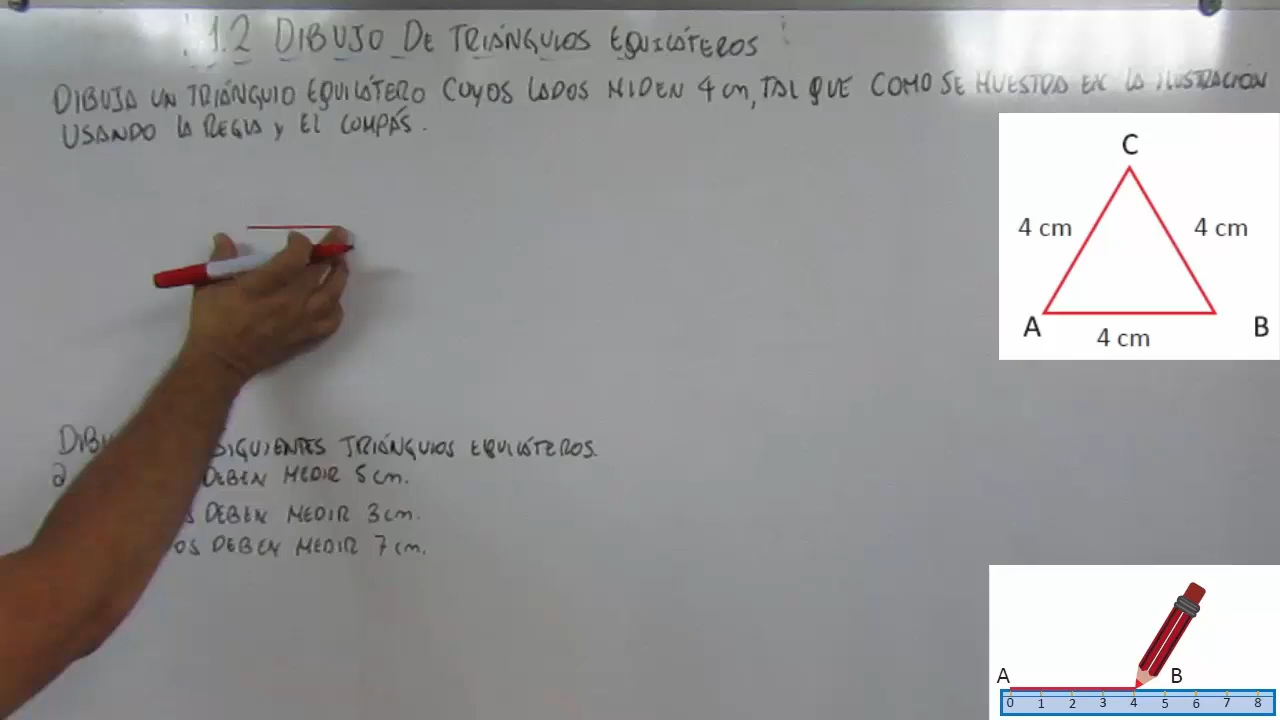 1.2 DIBUJO DE TRIÁNGULOS EQUILÁTEROS
DIBUJA UN TRIÁNGULO EQUILÁTERO CUYOS LADOS MIDEN 4 cm, TAL QUE COMO SE MUESTRA EN LA ILUSTRACIÓN
USANDO LA REGLA y EL COMPÁS.
C
4 cm
4 cm
A
B
4 cm
SIGUIENTES TRIÁNGULOS EQUILÁTEROS.
DEBEN MEDIR 5 cm.
DEBEN MEDIR 3 cm.
DEBEN MEDIR 7 cm.
A
B
0 1 2 3 4 5 6 7 8